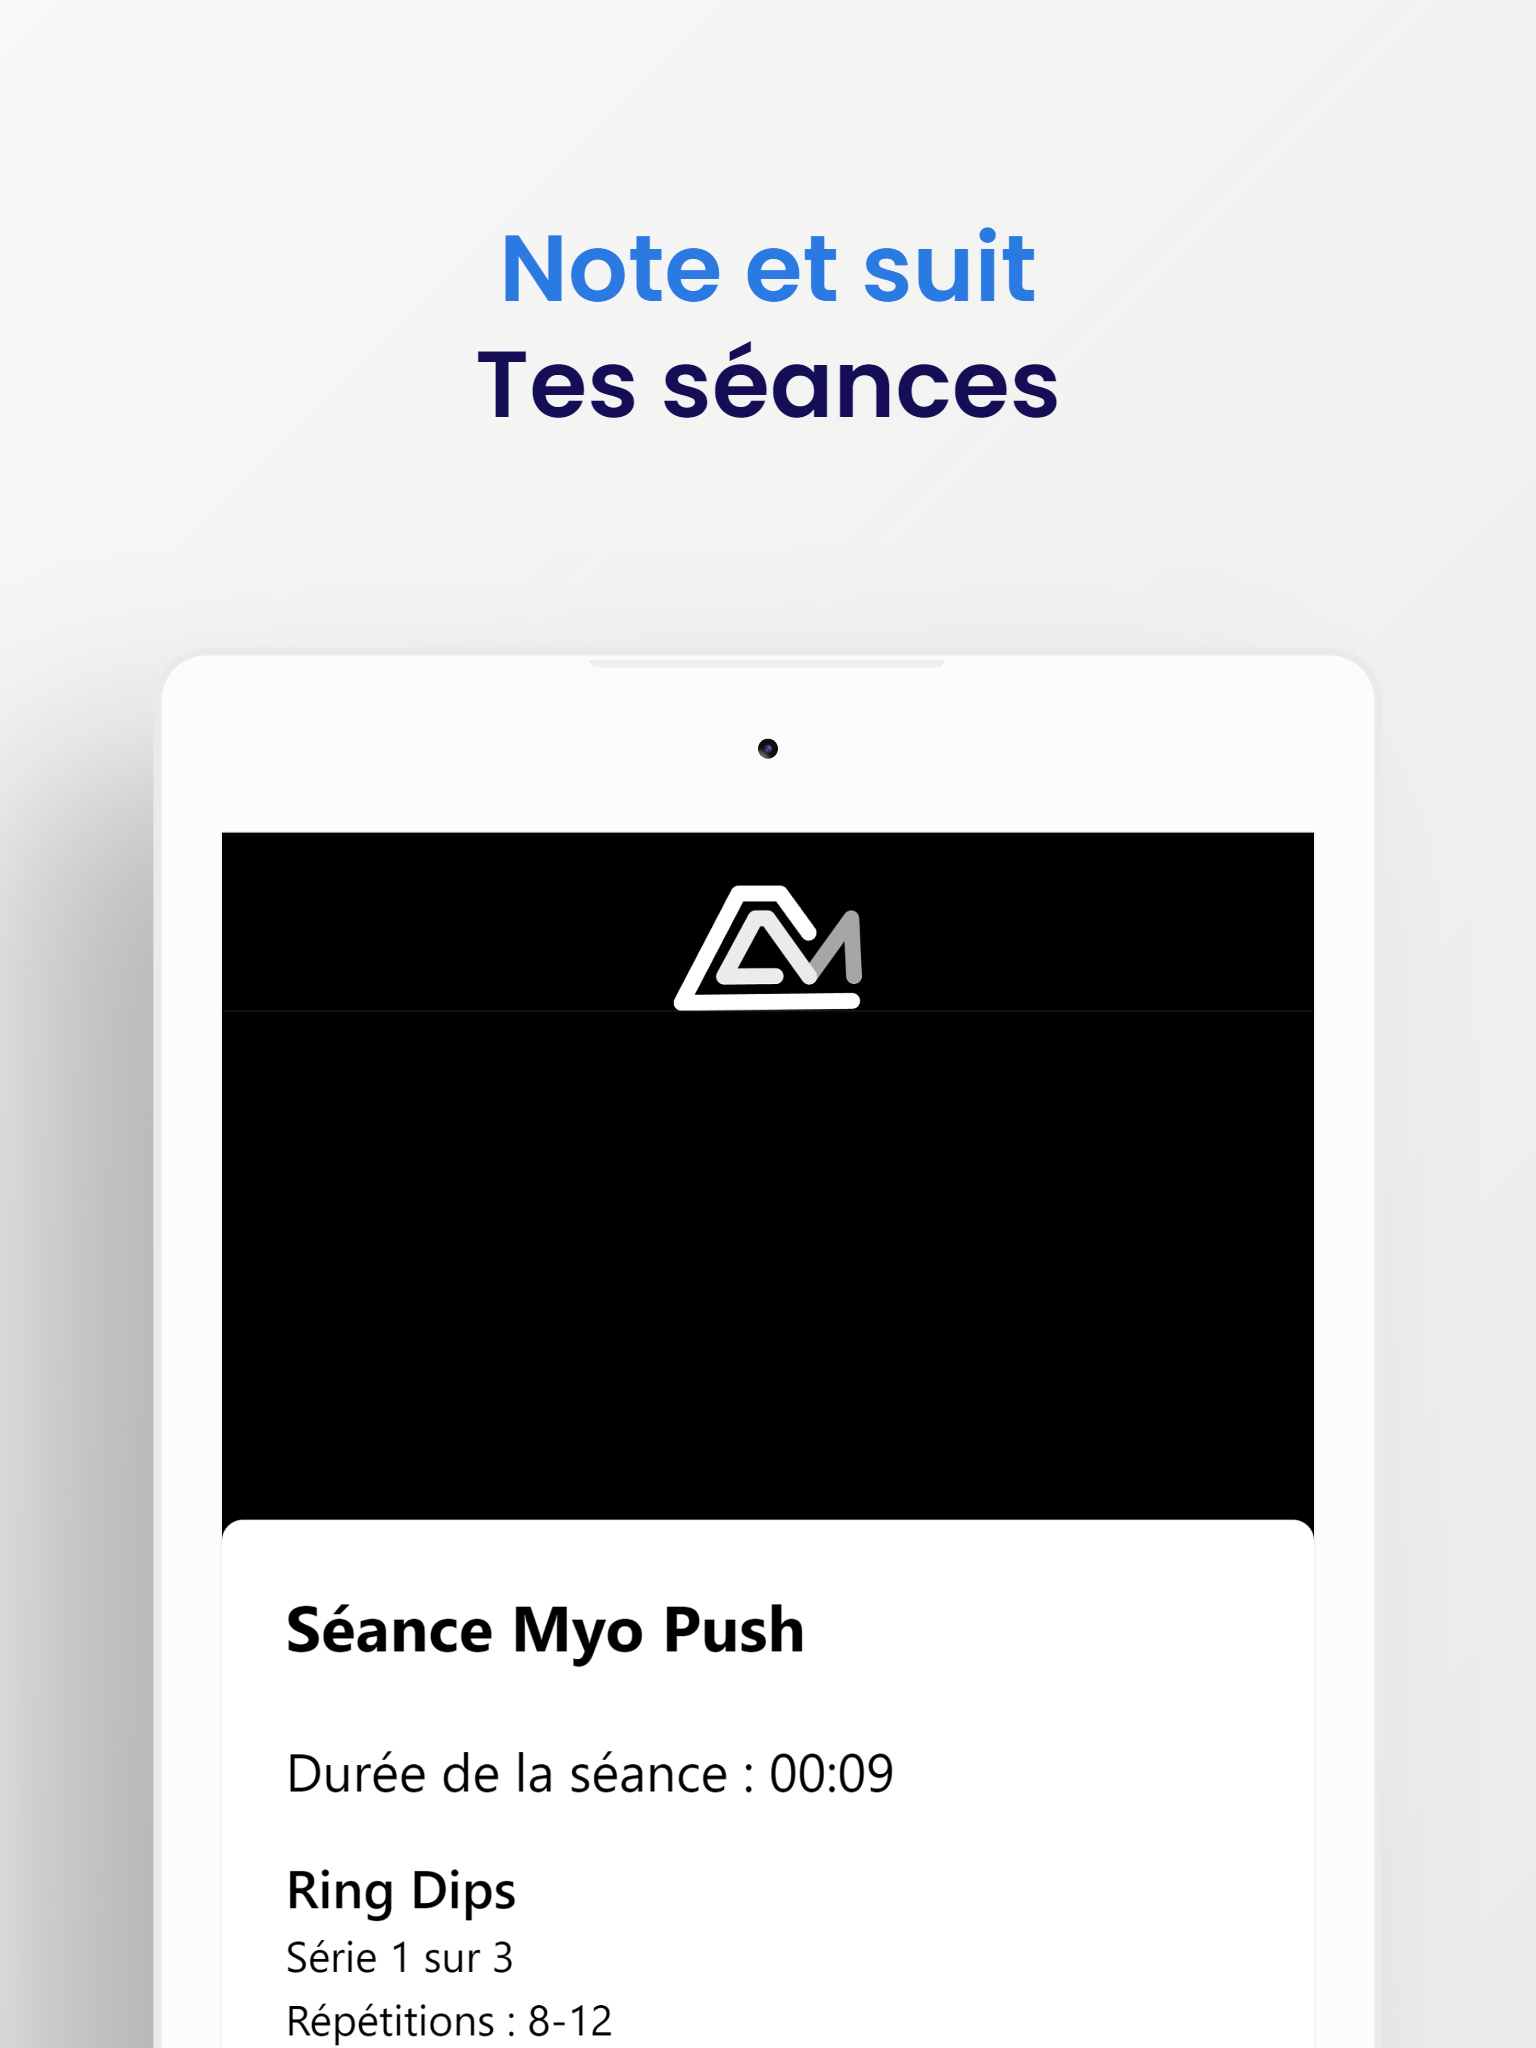 Note et suit
Tes séances
Séance Myo Push
Durée de la séance : 00:09
Ring Dips
Série 1 sur 3
Répétitions : 8-12